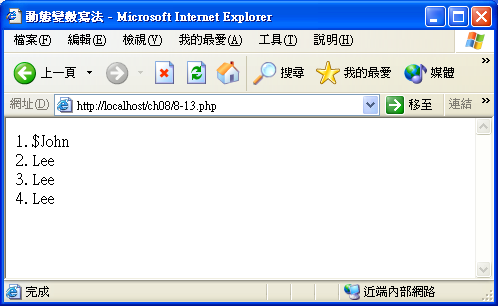 動態變數寫法 - Microsoft Internet Explorer
檔案(F) 編輯(E) 檢視(V) 我的最愛(A) 工具(T) 說明(H) »
上一頁 搜尋 我的最愛 媒體 »
網址(D) http://localhost/ch08/8-13.php 移至 連結 »
1. $John
2. Lee
3. Lee
4. Lee
完成 近端內部網路